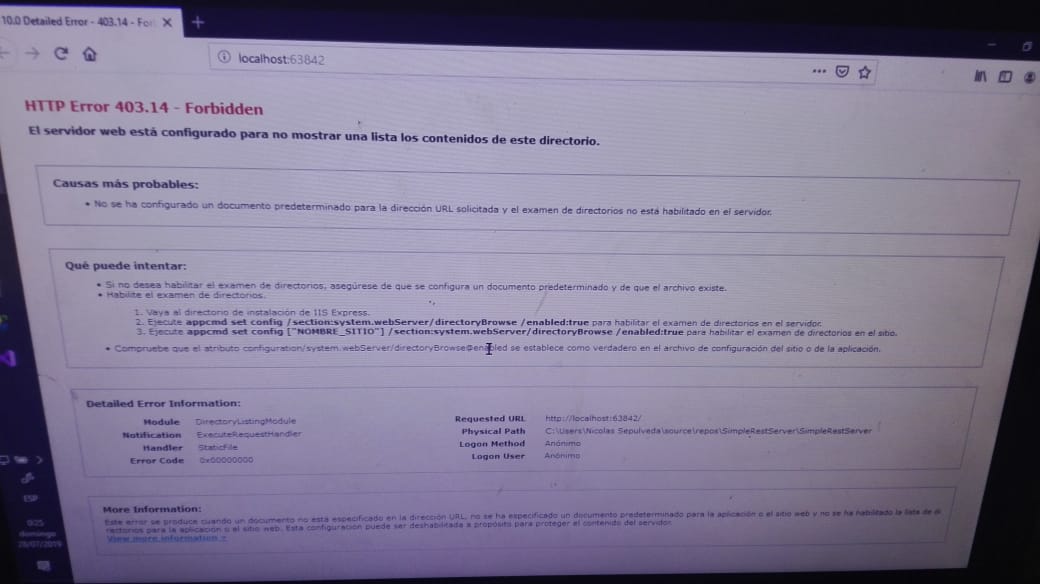 10.0 Detailed Error - 403.14 - For
localhost:63842
HTTP Error 403.14 - Forbidden
El servidor web está configurado para no mostrar una lista los contenidos de este directorio.
Causas más probables:
• No se ha configurado un documento predeterminado para la dirección URL solicitada y el examen de directorios no está habilitado en el servidor.
Qué puede intentar:
• Si no desea habilitar el examen de directorios, asegúrese de que se configura un documento predeterminado y de que el archivo existe.
• Habilite el examen de directorios.
1. Vaya al directorio de instalación de IIS Express.
2. Ejecute appcmd set config /section:system.webServer/directoryBrowse /enabled:true para habilitar el examen de directorios en el servidor.
3. Ejecute appcmd set config ["NOMBRE_SITIO"] /section:system.webServer/directoryBrowse /enabled:true para habilitar el examen de directorios en el sitio.
• Compruebe que el atributo configuration/system.webServer/directoryBrowse@enabled se establece como verdadero en el archivo de configuración del sitio o de la aplicación.
Detailed Error Information:
Module DirectoryListingModule
Notification ExecuteRequestHandler
Handler StaticFile
Error Code 0x00000000
Requested URL http://localhost:63842/
Physical Path C:\Users\Nicolas Sepulveda\source\repos\SimpleRestServer\SimpleRestServer
Logon Method Anónimo
Logon User Anónimo
More Information:
Este error se produce cuando un documento no está especificado en la dirección URL, no se ha especificado un documento predeterminado para la aplicación o el sitio web y no se ha habilitado la lista de di
rectorios para la aplicación o el sitio web. Esta configuración puede ser deshabilitada a propósito para proteger el contenido del servidor.
View more information »
ESP
0:25
domingo
28/07/2019